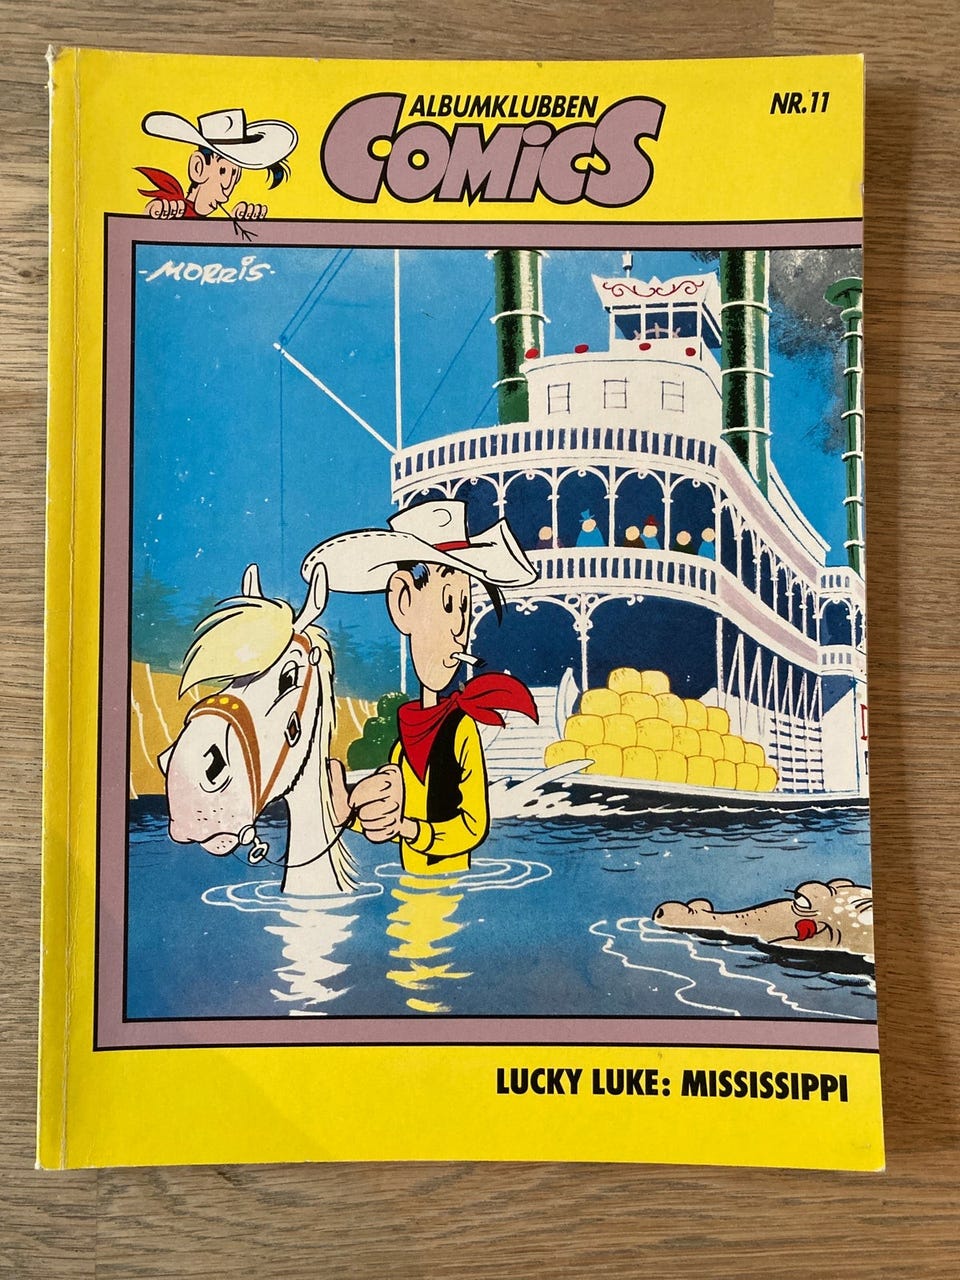 ALBUMKLUBBEN
COMICS
NR.11
-MORRIS-
LUCKY LUKE: MISSISSIPPI